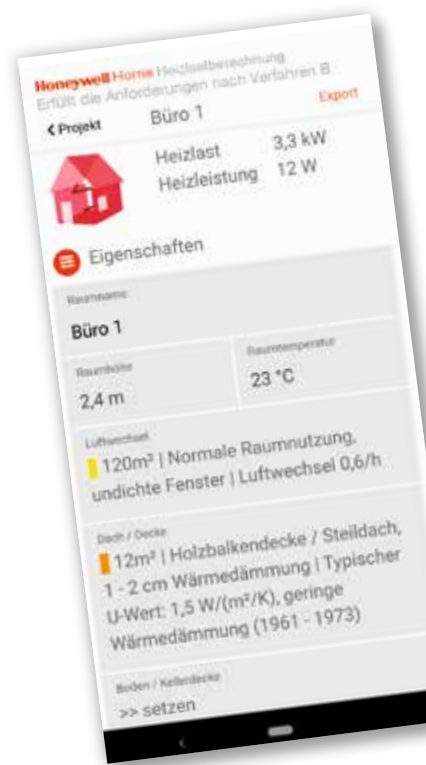 Honeywell Home Heizlastberechnung
Erfüllt die Anforderungen nach Verfahren B
Projekt
Büro 1
Export
Heizlast 3,3 kW
Heizleistung 12 W
Eigenschaften
Raumname
Büro 1
Raumhöhe
2,4 m
Raumtemperatur
23 °C
Luftwechsel
120m² | Normale Raumnutzung,
undichte Fenster | Luftwechsel 0,6/h
Dach / Decke
12m² | Holzbalkendecke / Steildach,
1 - 2 cm Wärmedämmung | Typischer
U-Wert: 1,5 W/(m²/K), geringe
Wärmedämmung (1961 - 1973)
Boden / Kellerdecke
>> setzen